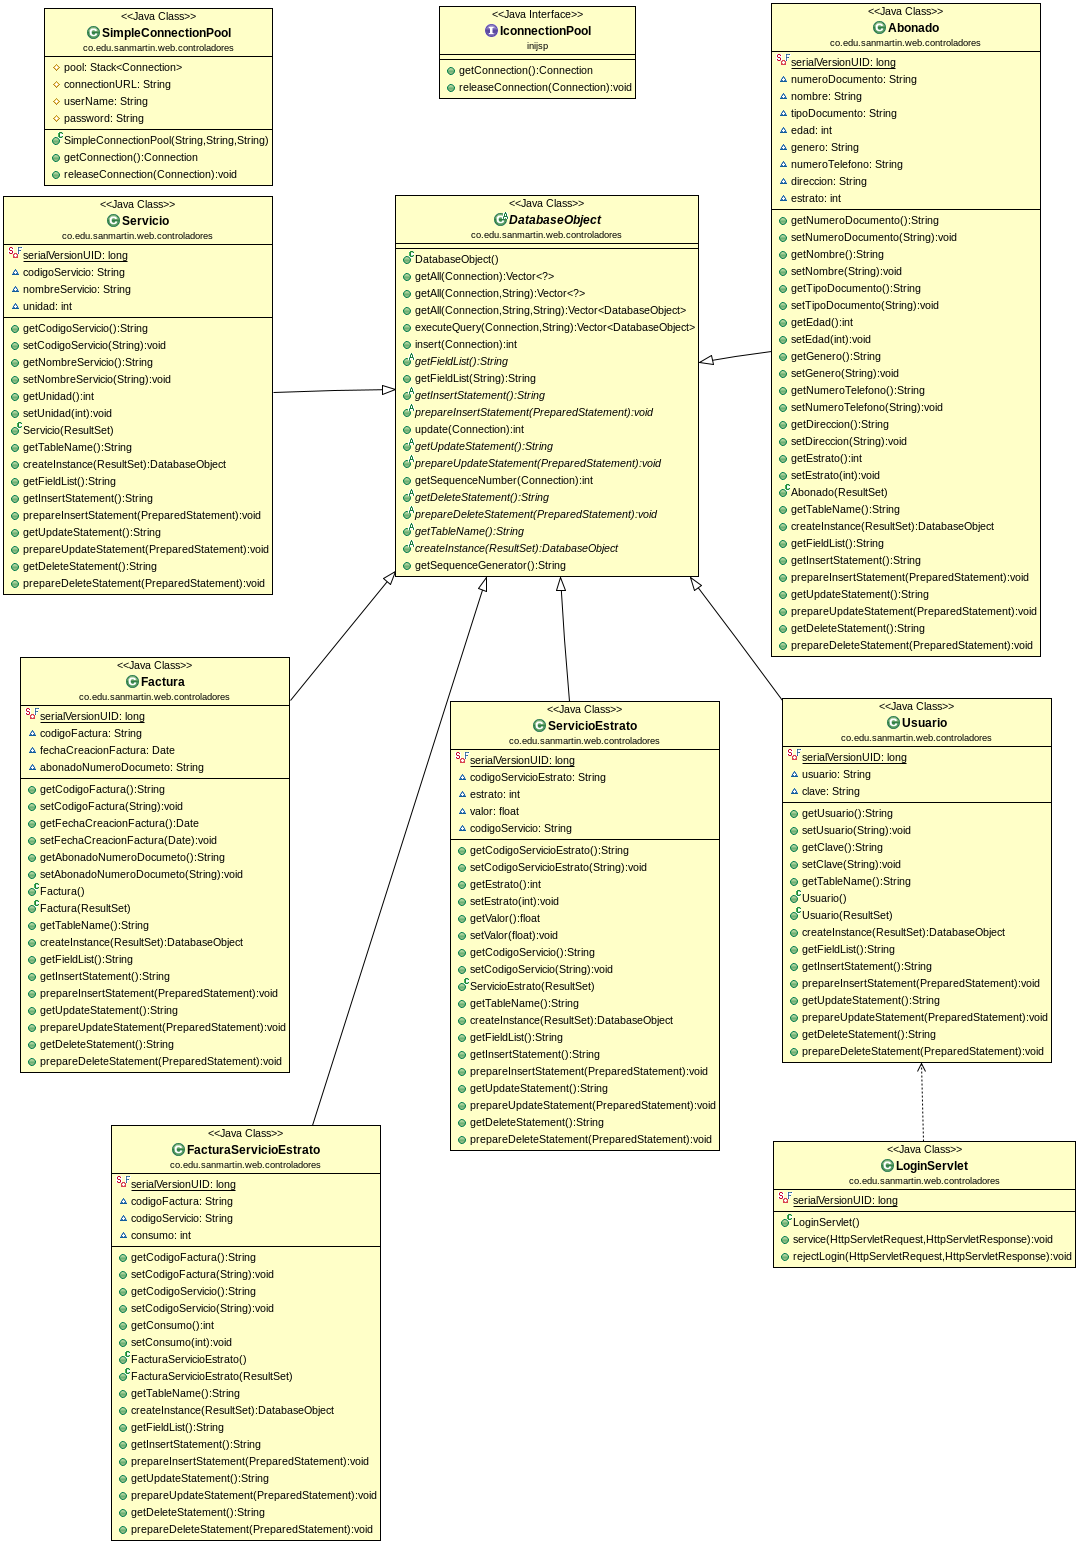 <<Java Class>>
SimpleConnectionPool
co.edu.sanmartin.web.controladores
pool: Stack<Connection>
connectionURL: String
userName: String
password: String
SimpleConnectionPool(String,String,String)
getConnection():Connection
releaseConnection(Connection):void
<<Java Interface>>
IconnectionPool
inijsp
getConnection():Connection
releaseConnection(Connection):void
<<Java Class>>
Abonado
co.edu.sanmartin.web.controladores
serialVersionUID: long
numeroDocumento: String
nombre: String
tipoDocumento: String
edad: int
genero: String
numeroTelefono: String
direccion: String
estrato: int
getNumeroDocumento():String
setNumeroDocumento(String):void
getNombre():String
setNombre(String):void
getTipoDocumento():String
setTipoDocumento(String):void
getEdad():int
setEdad(int):void
getGenero():String
setGenero(String):void
getNumeroTelefono():String
setNumeroTelefono(String):void
getDireccion():String
setDireccion(String):void
getEstrato():int
setEstrato(int):void
Abonado(ResultSet)
getTableName():String
createInstance(ResultSet):DatabaseObject
getFieldList():String
getInsertStatement():String
prepareInsertStatement(PreparedStatement):void
getUpdateStatement():String
prepareUpdateStatement(PreparedStatement):void
getDeleteStatement():String
prepareDeleteStatement(PreparedStatement):void
<<Java Class>>
Servicio
co.edu.sanmartin.web.controladores
serialVersionUID: long
codigoServicio: String
nombreServicio: String
unidad: int
getCodigoServicio():String
setCodigoServicio(String):void
getNombreServicio():String
setNombreServicio(String):void
getUnidad():int
setUnidad(int):void
Servicio(ResultSet)
getTableName():String
createInstance(ResultSet):DatabaseObject
getFieldList():String
getInsertStatement():String
prepareInsertStatement(PreparedStatement):void
getUpdateStatement():String
prepareUpdateStatement(PreparedStatement):void
getDeleteStatement():String
prepareDeleteStatement(PreparedStatement):void
<<Java Class>>
DatabaseObject
co.edu.sanmartin.web.controladores
DatabaseObject()
getAll(Connection):Vector<?>
getAll(Connection,String):Vector<?>
getAll(Connection,String,String):Vector<DatabaseObject>
executeQuery(Connection,String):Vector<DatabaseObject>
insert(Connection):int
getFieldList():String
getFieldList(String):String
getInsertStatement():String
prepareInsertStatement(PreparedStatement):void
update(Connection):int
getUpdateStatement():String
prepareUpdateStatement(PreparedStatement):void
getSequenceNumber(Connection):int
getDeleteStatement():String
prepareDeleteStatement(PreparedStatement):void
getTableName():String
createInstance(ResultSet):DatabaseObject
getSequenceGenerator():String
<<Java Class>>
Factura
co.edu.sanmartin.web.controladores
serialVersionUID: long
codigoFactura: String
fechaCreacionFactura: Date
abonadoNumeroDocumeto: String
getCodigoFactura():String
setCodigoFactura(String):void
getFechaCreacionFactura():Date
setFechaCreacionFactura(Date):void
getAbonadoNumeroDocumeto():String
setAbonadoNumeroDocumeto(String):void
Factura()
Factura(ResultSet)
getTableName():String
createInstance(ResultSet):DatabaseObject
getFieldList():String
getInsertStatement():String
prepareInsertStatement(PreparedStatement):void
getUpdateStatement():String
prepareUpdateStatement(PreparedStatement):void
getDeleteStatement():String
prepareDeleteStatement(PreparedStatement):void
<<Java Class>>
ServicioEstrato
co.edu.sanmartin.web.controladores
serialVersionUID: long
codigoServicioEstrato: String
estrato: int
valor: float
codigoServicio: String
getCodigoServicioEstrato():String
setCodigoServicioEstrato(String):void
getEstrato():int
setEstrato(int):void
getValor():float
setValor(float):void
getCodigoServicio():String
setCodigoServicio(String):void
ServicioEstrato(ResultSet)
getTableName():String
createInstance(ResultSet):DatabaseObject
getFieldList():String
getInsertStatement():String
prepareInsertStatement(PreparedStatement):void
getUpdateStatement():String
prepareUpdateStatement(PreparedStatement):void
getDeleteStatement():String
prepareDeleteStatement(PreparedStatement):void
<<Java Class>>
Usuario
co.edu.sanmartin.web.controladores
serialVersionUID: long
usuario: String
clave: String
getUsuario():String
setUsuario(String):void
getClave():String
setClave(String):void
getTableName():String
Usuario()
Usuario(ResultSet)
createInstance(ResultSet):DatabaseObject
getFieldList():String
getInsertStatement():String
prepareInsertStatement(PreparedStatement):void
getUpdateStatement():String
prepareUpdateStatement(PreparedStatement):void
getDeleteStatement():String
prepareDeleteStatement(PreparedStatement):void
<<Java Class>>
FacturaServicioEstrato
co.edu.sanmartin.web.controladores
serialVersionUID: long
codigoFactura: String
codigoServicio: String
consumo: int
getCodigoFactura():String
setCodigoFactura(String):void
getCodigoServicio():String
setCodigoServicio(String):void
getConsumo():int
setConsumo(int):void
FacturaServicioEstrato()
FacturaServicioEstrato(ResultSet)
getTableName():String
createInstance(ResultSet):DatabaseObject
getFieldList():String
getInsertStatement():String
prepareInsertStatement(PreparedStatement):void
getUpdateStatement():String
prepareUpdateStatement(PreparedStatement):void
getDeleteStatement():String
prepareDeleteStatement(PreparedStatement):void
<<Java Class>>
LoginServlet
co.edu.sanmartin.web.controladores
serialVersionUID: long
LoginServlet()
service(HttpServletRequest,HttpServletResponse):void
rejectLogin(HttpServletRequest,HttpServletResponse):void